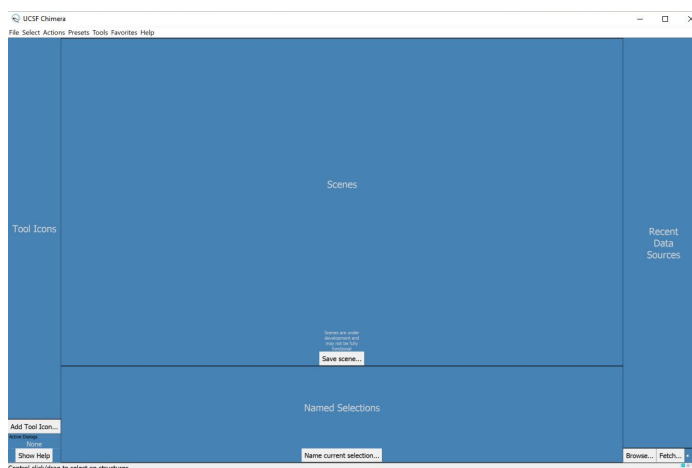 UCSF Chimera
File Select Actions Presets Tools Favorites Help
Scenes
Tool Icons
Recent
Data
Sources
Scenes are under
development and
may not be fully
functional
Save scene...
Named Selections
Add Tool Icon...
Active Dialogs
None
Show Help
Name current selection...
Browse... Fetch...
Control-click/drag to select on structures